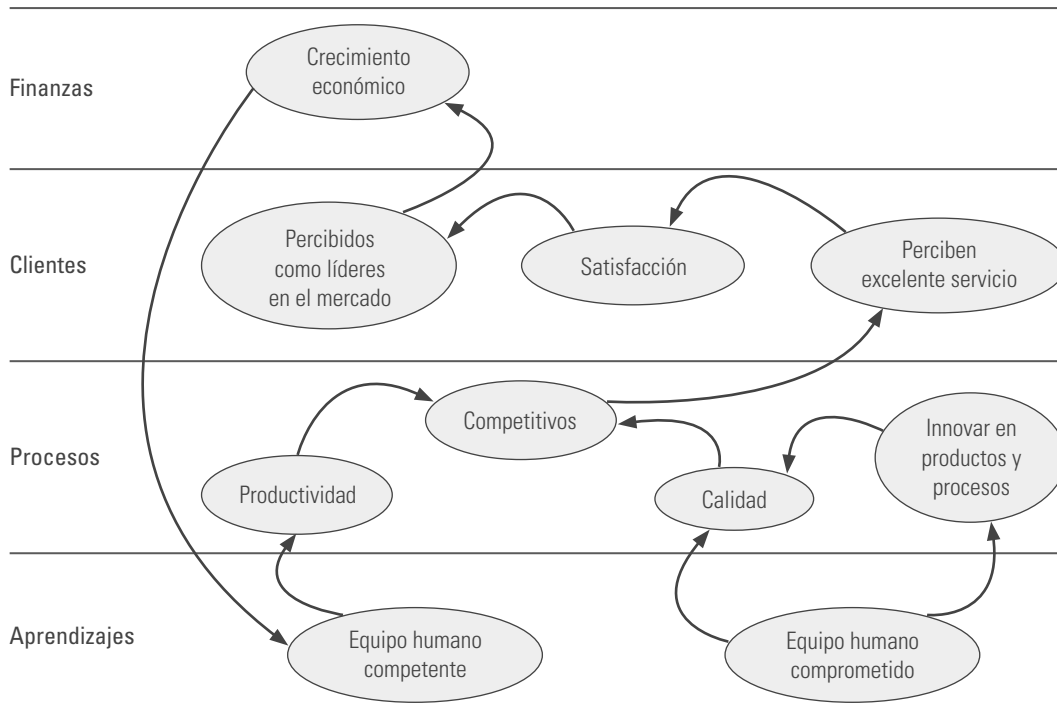 Finanzas
Crecimiento
económico
Clientes
Percibidos
como líderes
en el mercado
Satisfacción
Perciben
excelente servicio
Procesos
Competitivos
Productividad
Calidad
Innovar en
productos y
procesos
Aprendizajes
Equipo humano
competente
Equipo humano
comprometido